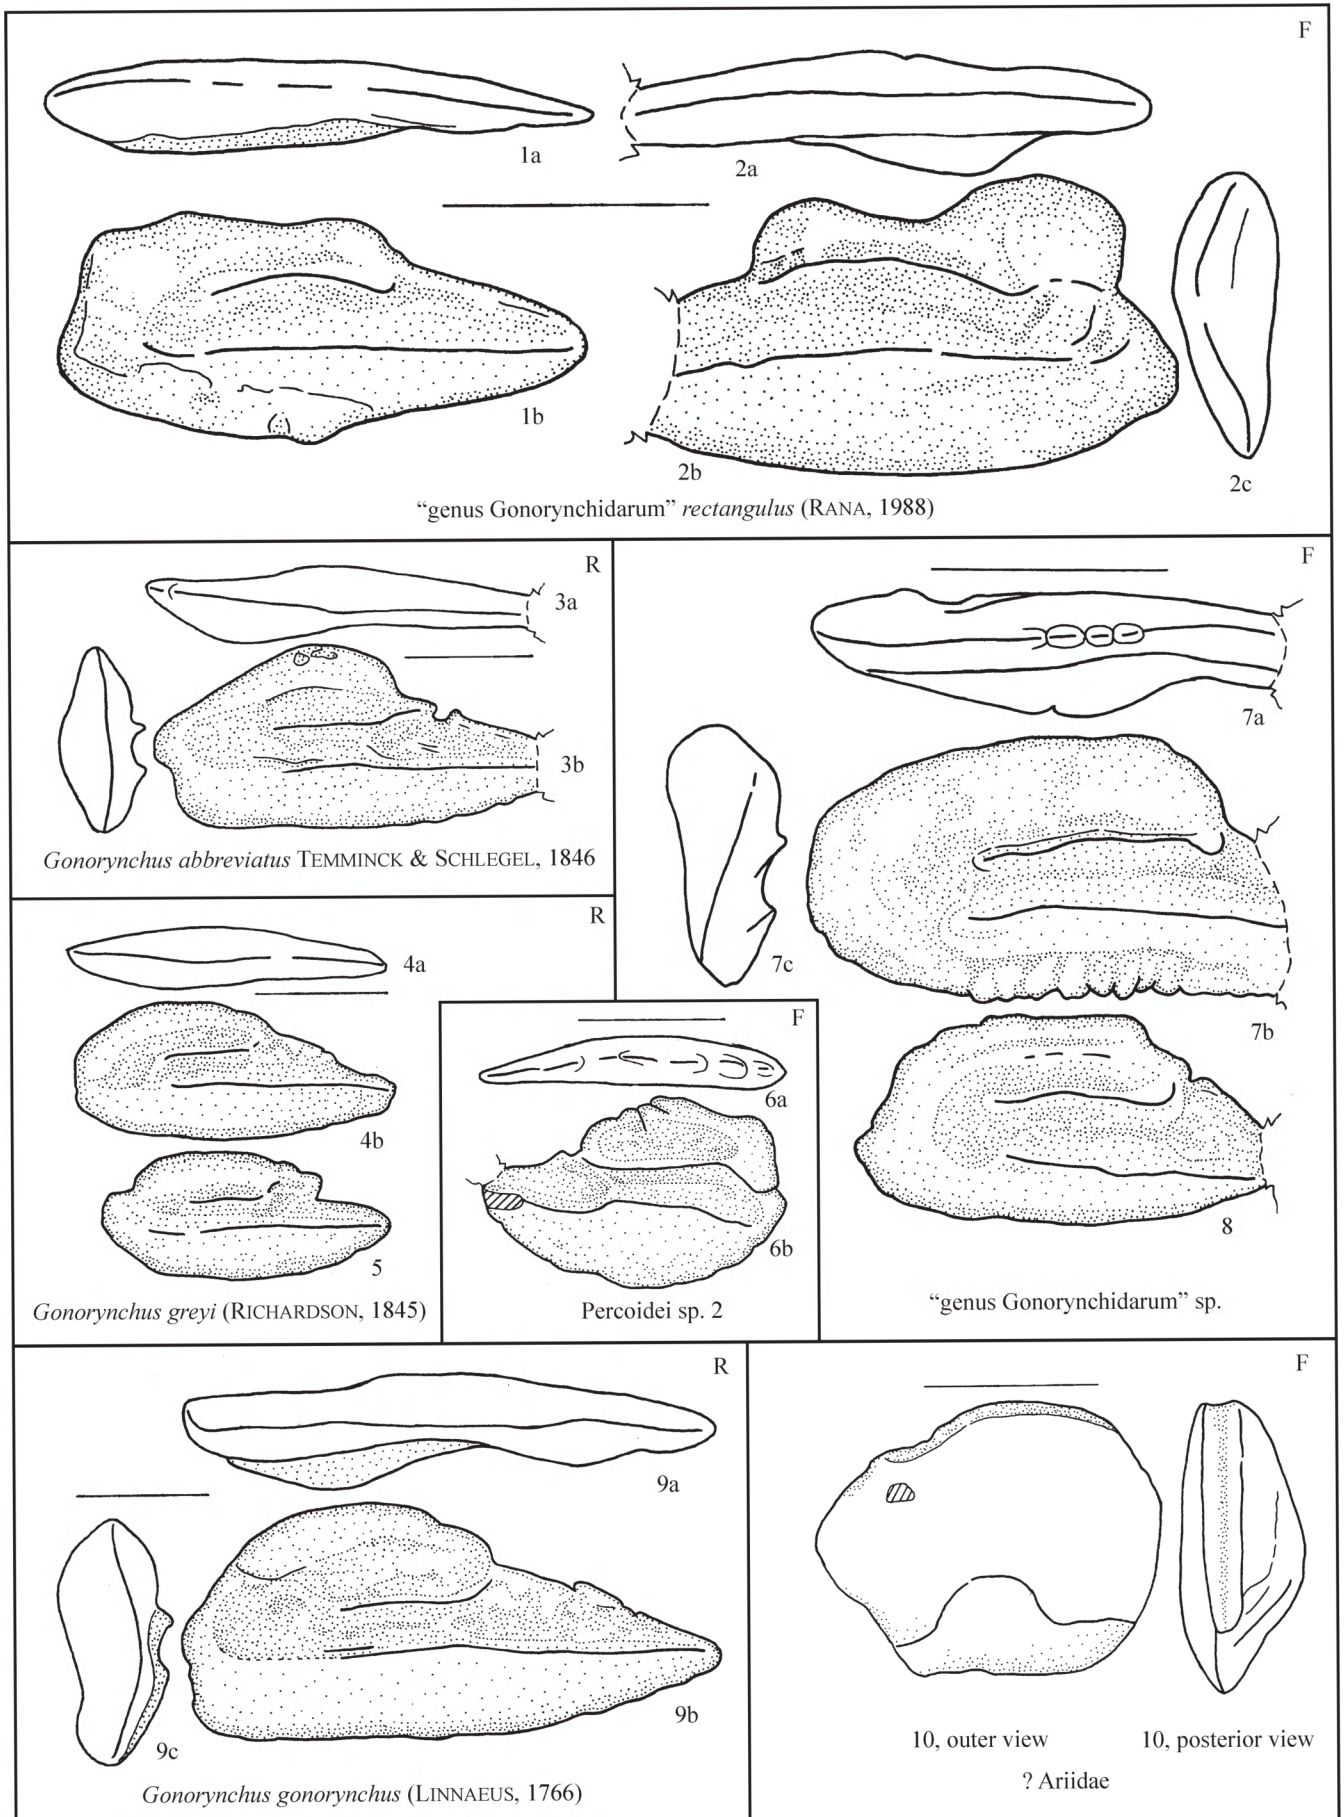 F
1a
2a
1b
2b
2c
“genus Gonorynchidarum” rectangulus (RANA, 1988)
R
3a
3b
Gonorynchus abbreviatus TEMMINCK & SCHLEGEL, 1846
F
7a
7c
7b
8
“genus Gonorynchidarum” sp.
R
4a
4b
5
Gonorynchus greyi (RICHARDSON, 1845)
F
6a
6b
Percoidei sp. 2
R
9a
9b
9c
Gonorynchus gonorynchus (LINNAEUS, 1766)
F
10, outer view 10, posterior view
? Ariidae